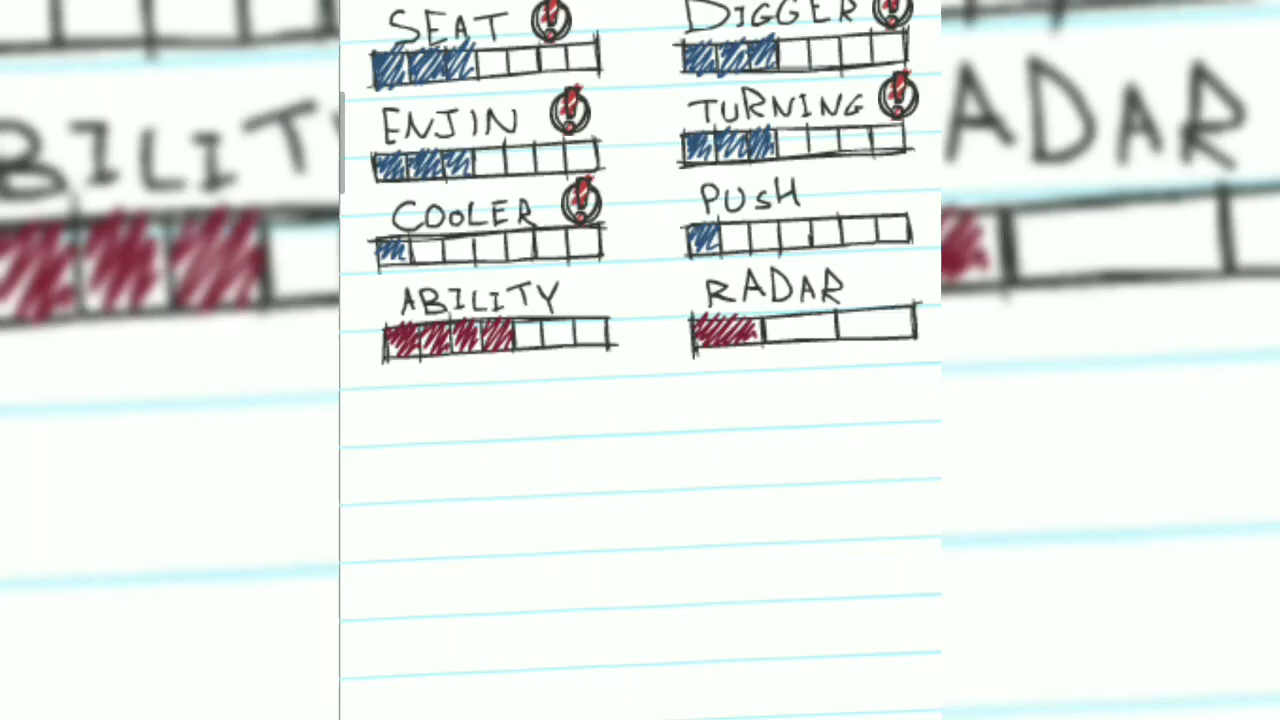 SEAT ! DIGGER !
ENJIN ! TURNING !
COOLER ! PUSH
ABILITY RADAR
BILIT ADAR